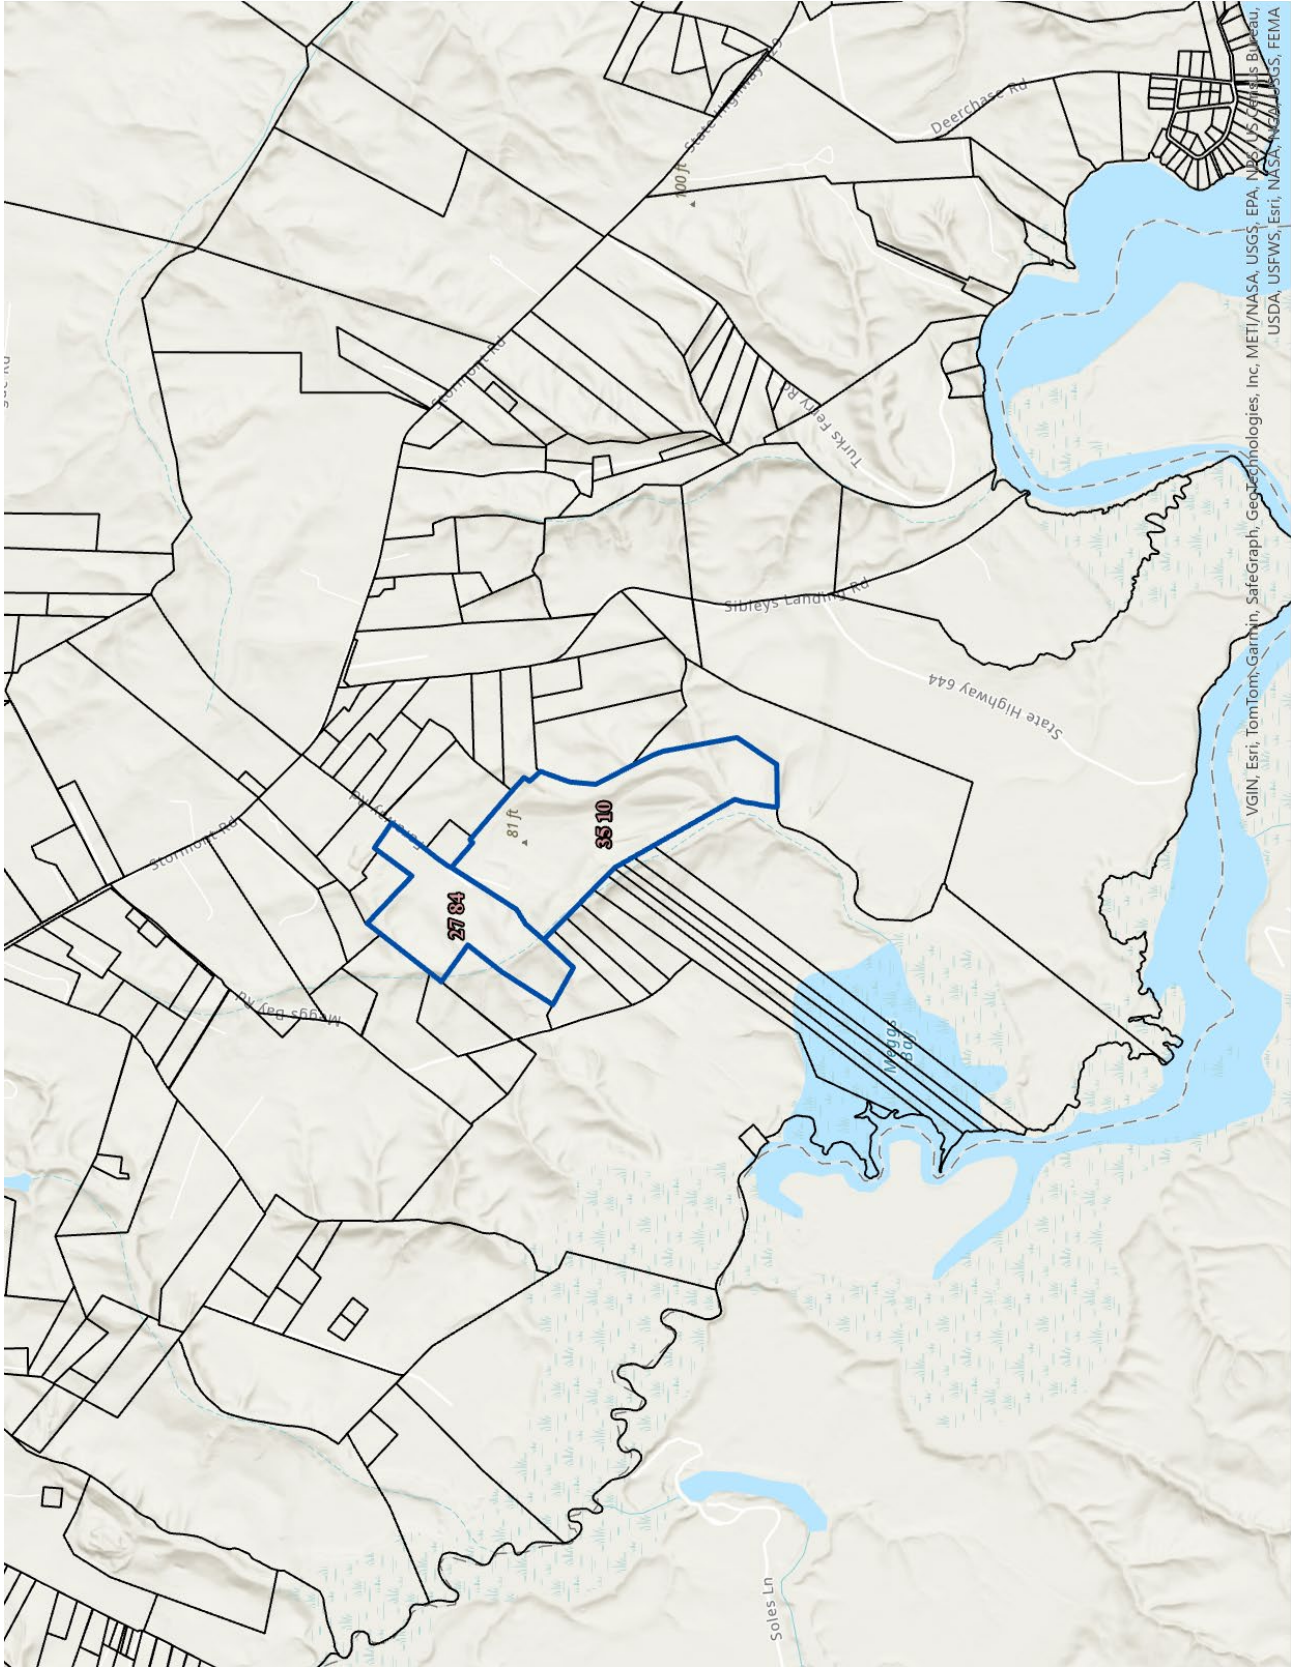 State Highway 629
Deerchase Rd
100 ft
Stormont Rd
Turks Ferry Rd
Sibleys Landing Rd
State Highway 644
Stormont Rd
81 ft
35 10
27 84
Meggs Bay Rd
Meggs
Bay
Soles Ln
VGIN, Esri, TomTom, Garmin, SafeGraph, GeoTechnologies, Inc, METI/NASA, USGS, EPA, NPS, US Census Bureau,
USDA, USFWS, Esri, NASA, NGA, USGS, FEMA